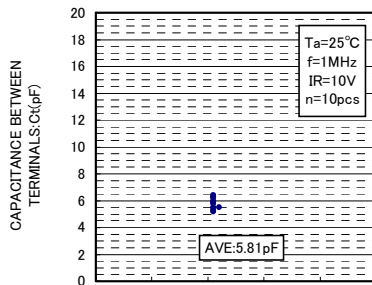 CAPACITANCE BETWEEN
TERMINALS:Ct(pF)
20
18
16
14
12
10
8
6
4
2
0
Ta=25℃
f=1MHz
IR=10V
n=10pcs
AVE:5.81pF